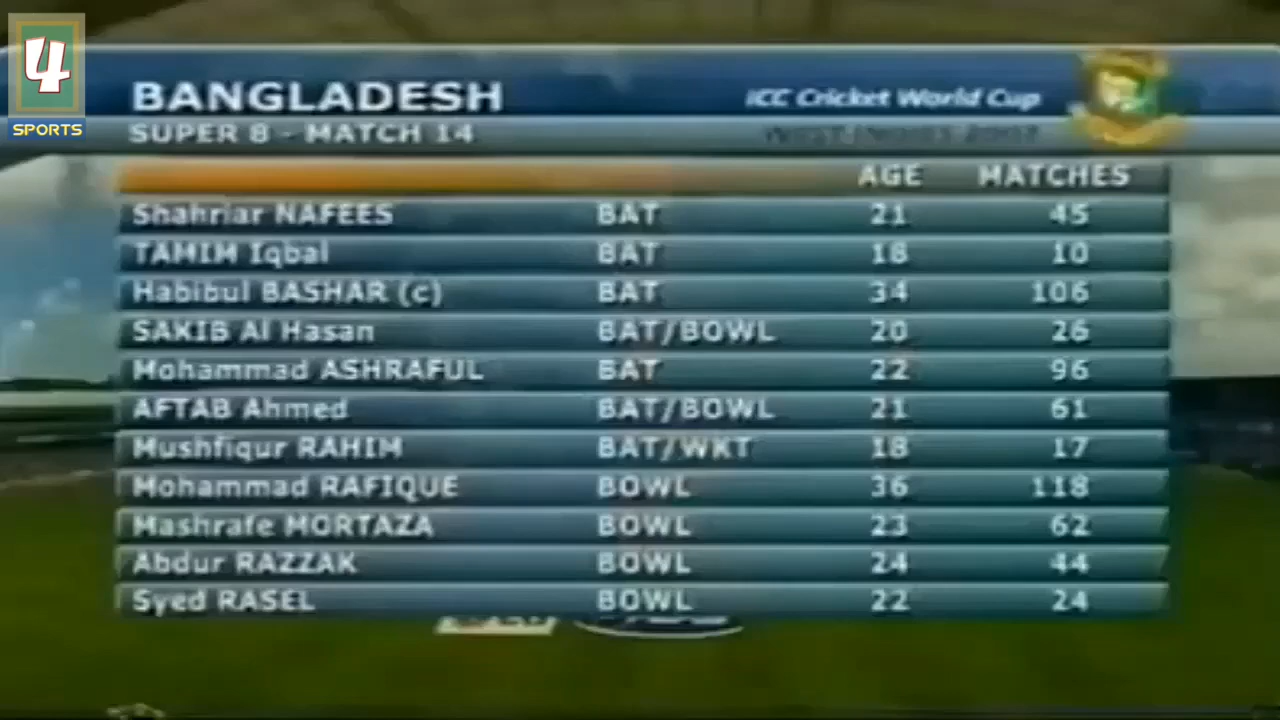 4
SPORTS
BANGLADESH
ICC Cricket World Cup
SUPER 8 - MATCH 14
WEST INDIES 2007
AGE MATCHES
Shahriar NAFEES BAT 21 45
TAMIM Iqbal BAT 18 10
Habibul BASHAR (c) BAT 34 106
SAKIB Al Hasan BAT/BOWL 20 26
Mohammad ASHRAFUL BAT 22 96
AFTAB Ahmed BAT/BOWL 21 61
Mushfiqur RAHIM BAT/WKT 18 17
Mohammad RAFIQUE BOWL 36 118
Mashrafe MORTAZA BOWL 23 62
Abdur RAZZAK BOWL 24 44
Syed RASEL BOWL 22 24